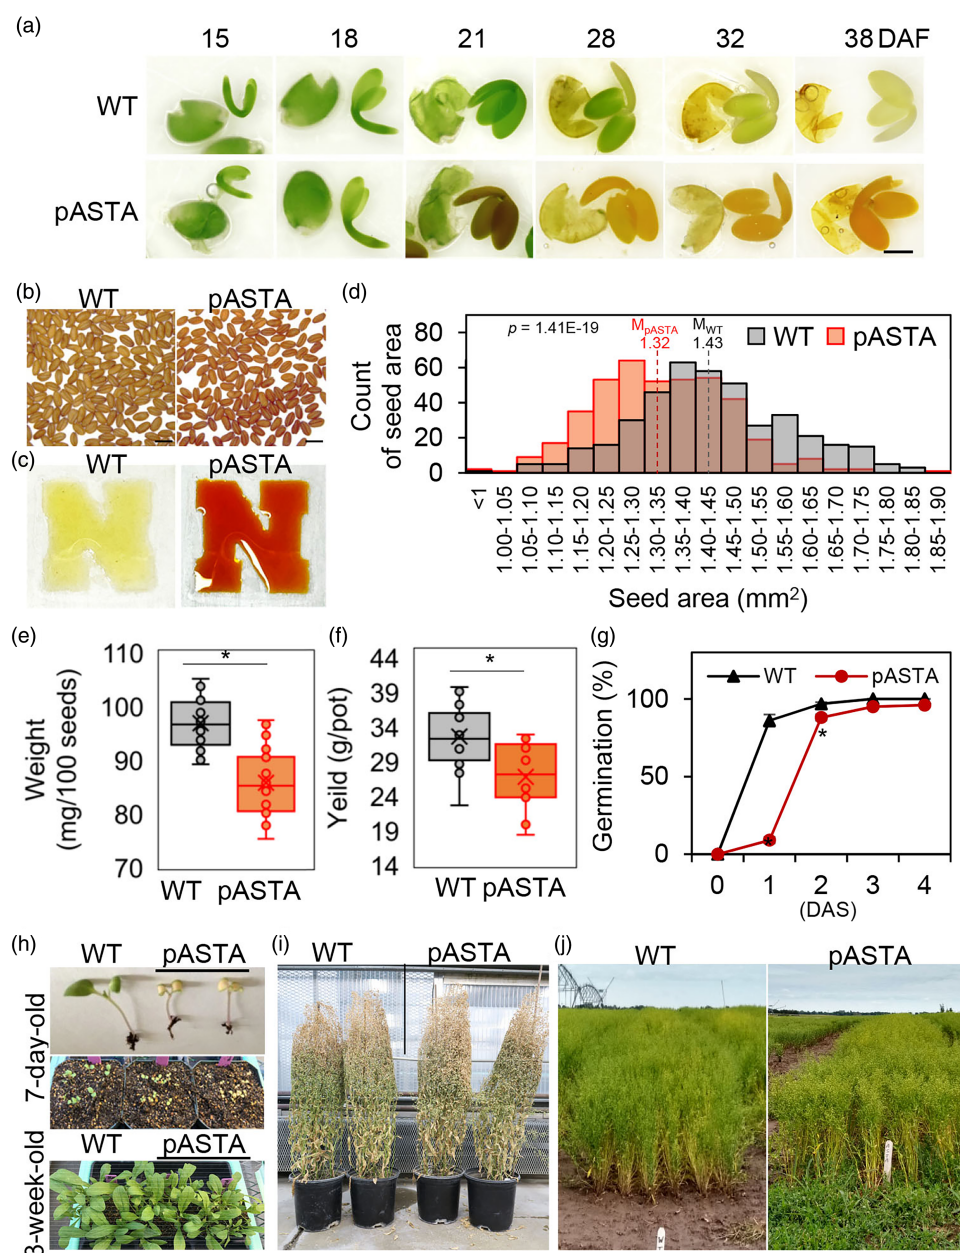 (a)
15 18 21 28 32 38 DAF
WT
pASTA
(b)
WT pASTA
(c)
WT pASTA
(d)
Count
of seed area
80
60
40
20
0
p = 1.41E-19
MpASTA
1.32
MWT
1.43
WT pASTA
<1
1.00-1.05
1.05-1.10
1.10-1.15
1.15-1.20
1.20-1.25
1.25-1.30
1.30-1.35
1.35-1.40
1.40-1.45
1.45-1.50
1.50-1.55
1.55-1.60
1.60-1.65
1.65-1.70
1.70-1.75
1.75-1.80
1.80-1.85
1.85-1.90
Seed area (mm2)
(e)
Weight
(mg/100 seeds)
110
100
90
80
70
*
WT pASTA
(f)
Yeild (g/pot)
44
39
34
29
24
19
14
*
WT pASTA
(g)
Germination (%)
100
50
0
WT pASTA
*
*
0 1 2 3 4
(DAS)
(h)
WT pASTA
7-day-old
WT pASTA
3-week-old
(i)
WT pASTA
(j)
WT pASTA